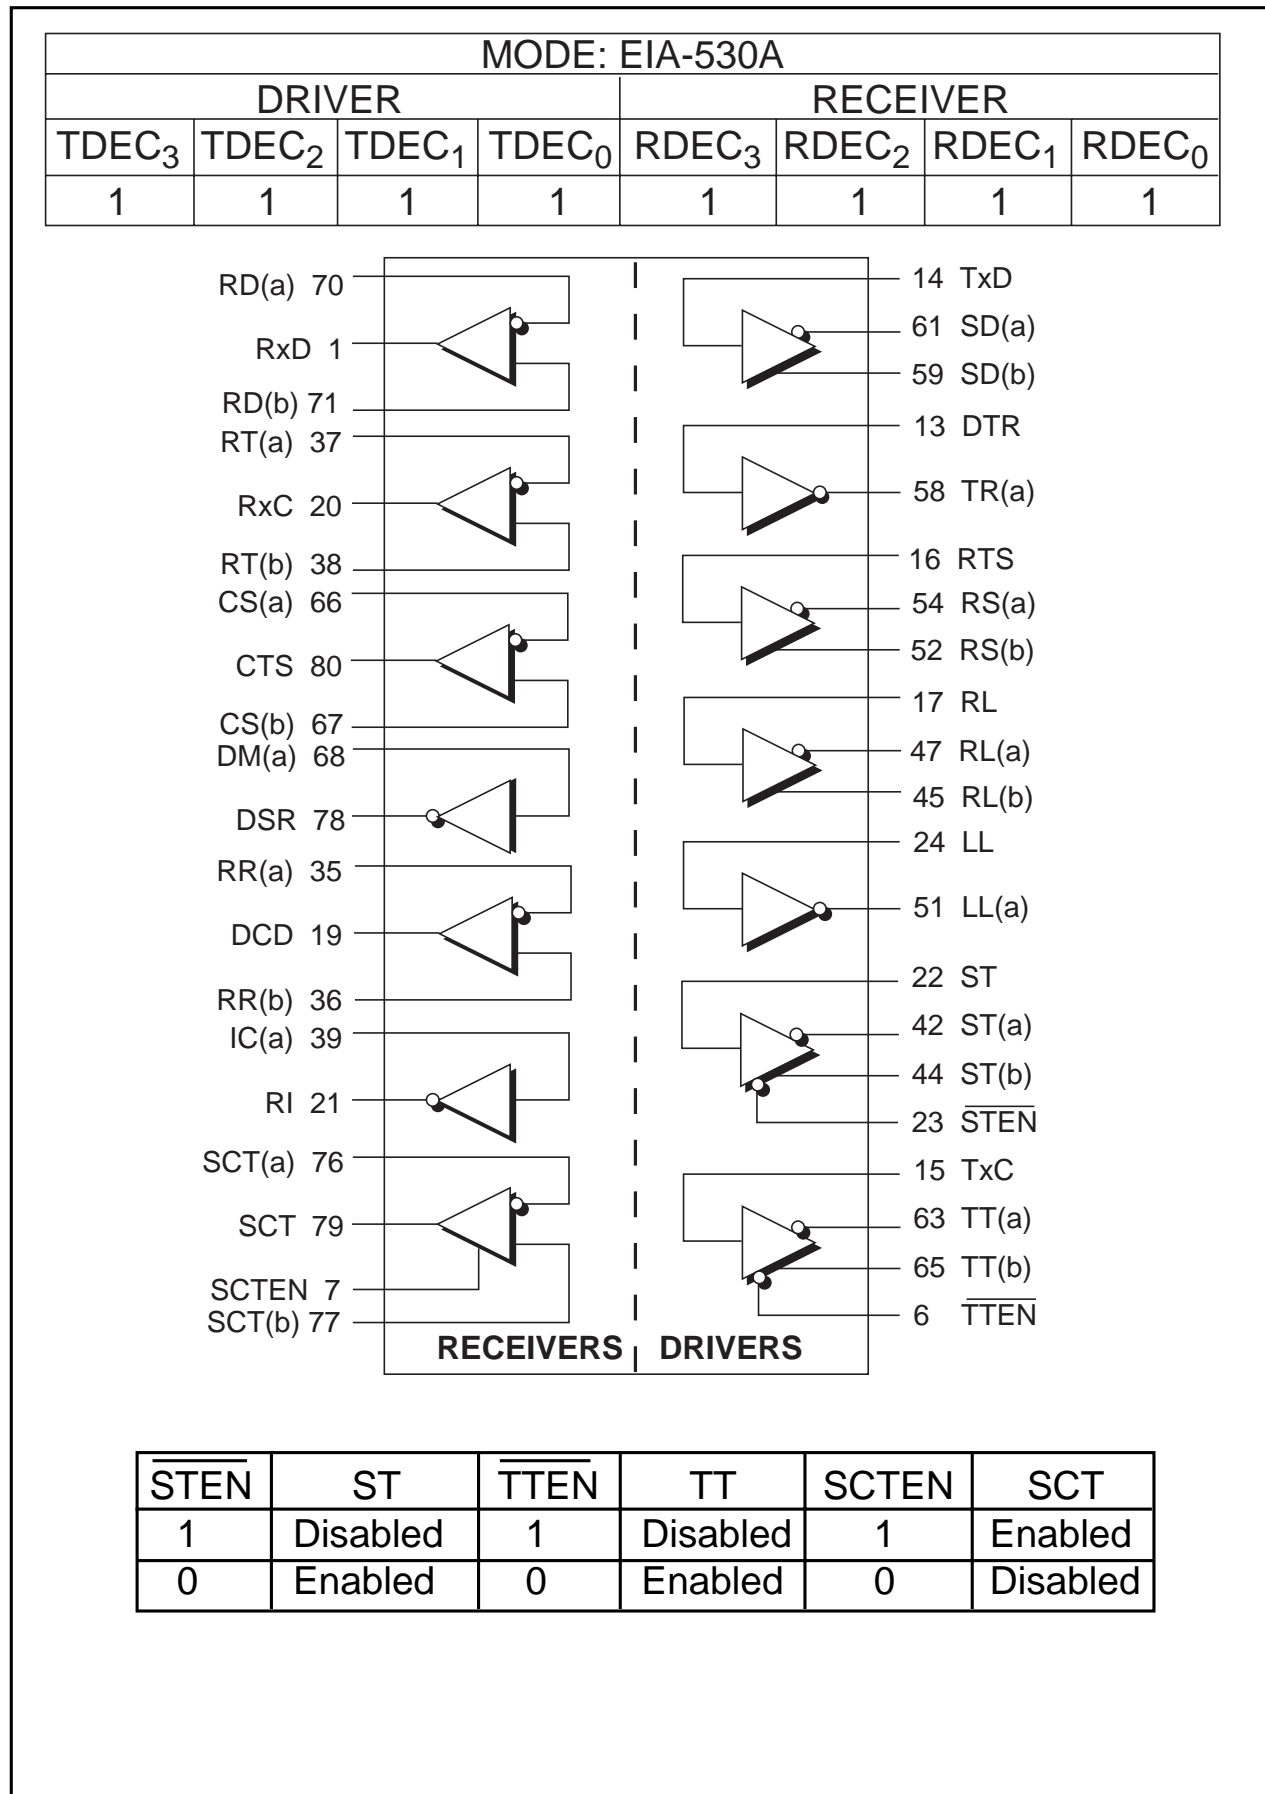 MODE: EIA-530A
DRIVER RECEIVER
TDEC3 TDEC2 TDEC1 TDEC0 RDEC3 RDEC2 RDEC1 RDEC0
1 1 1 1 1 1 1 1
RD(a) 70
RxD 1
RD(b) 71
RT(a) 37
RxC 20
RT(b) 38
CS(a) 66
CTS 80
CS(b) 67
DM(a) 68
DSR 78
RR(a) 35
DCD 19
RR(b) 36
IC(a) 39
RI 21
SCT(a) 76
SCT 79
SCTEN 7
SCT(b) 77
14 TxD
61 SD(a)
59 SD(b)
13 DTR
58 TR(a)
16 RTS
54 RS(a)
52 RS(b)
17 RL
47 RL(a)
45 RL(b)
24 LL
51 LL(a)
22 ST
42 ST(a)
44 ST(b)
23 S̅T̅E̅N̅
15 TxC
63 TT(a)
65 TT(b)
6 T̅T̅E̅N̅
RECEIVERS DRIVERS
S̅T̅E̅N̅ ST T̅T̅E̅N̅ TT SCTEN SCT
1 Disabled 1 Disabled 1 Enabled
0 Enabled 0 Enabled 0 Disabled